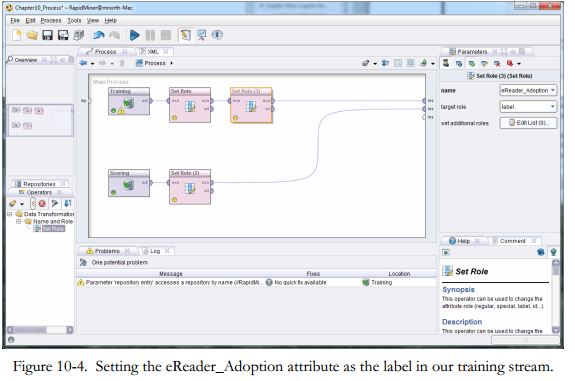 Chapter10_Process* – RapidMiner@mnorth-Mac
File Edit Process Tools View Help
Overview
Process XML
Process
Main Process
inp
Training
out
Set Role
exa exa
ori
Set Role (3)
exa exa
ori
res
res
res
Scoring
out
Set Role (2)
exa exa
ori
Repositories
Operators
Data Transformation
Name and Role
Set Role
Problems Log
One potential problem
Message Fixes Location
Parameter 'repository entry' accesses a repository by name (//RapidMi... No quick fix available Training
Parameters
Set Role (3) (Set Role)
name eReader_Adoption
target role label
set additional roles Edit List (0)...
Help Comment
Set Role
Synopsis
This operator can be used to change the
attribute role (regular, special, label, id...).
Description
This operator can be used to change the
Figure 10-4. Setting the eReader_Adoption attribute as the label in our training stream.